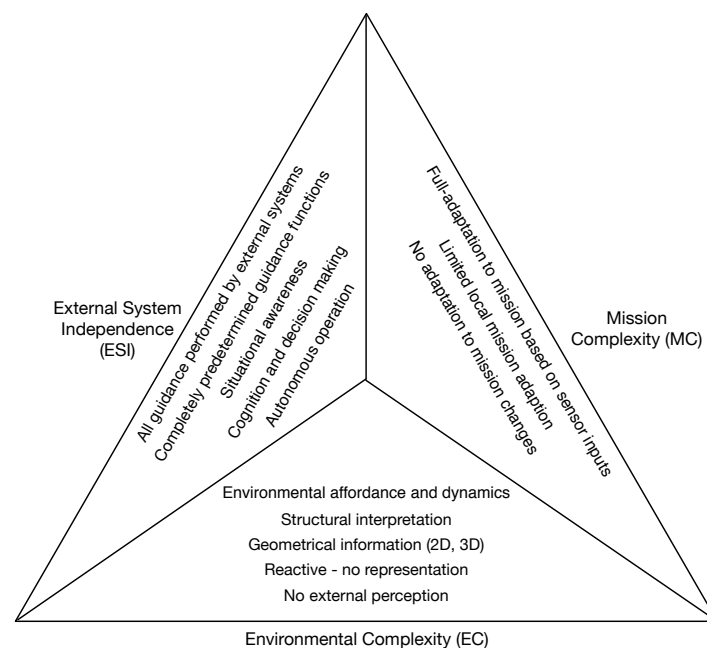 External System
Independence
(ESI)
All guidance performed by external systems
Completely predetermined guidance functions
Situational awareness
Cognition and decision making
Autonomous operation
Full-adaptation to mission based on sensor inputs
Limited local mission adaption
No adaptation to mission changes
Mission
Complexity (MC)
Environmental affordance and dynamics
Structural interpretation
Geometrical information (2D, 3D)
Reactive - no representation
No external perception
Environmental Complexity (EC)